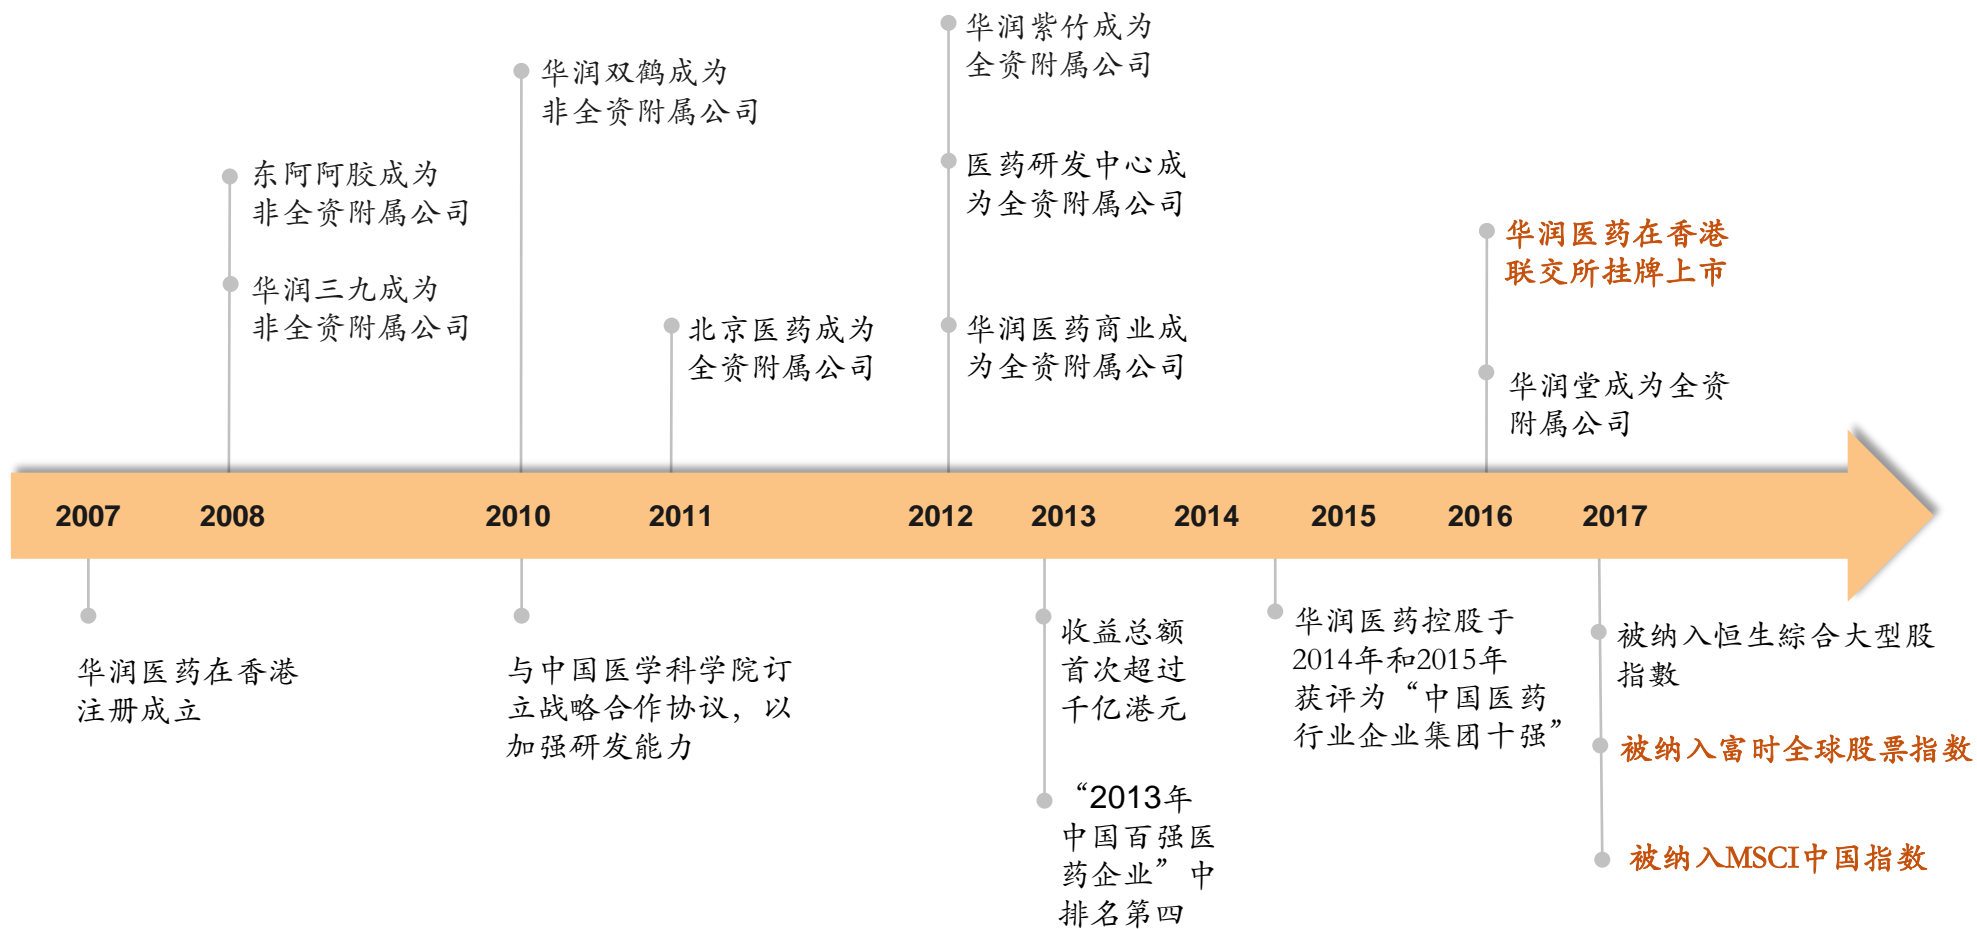 华润紫竹成为
全资附属公司
华润双鹤成为
非全资附属公司
医药研发中心成
为全资附属公司
东阿阿胶成为
非全资附属公司
华润三九成为
非全资附属公司
北京医药成为
全资附属公司
华润医药商业成
为全资附属公司
华润医药在香港
联交所挂牌上市
华润堂成为全资
附属公司
2007 2008 2010 2011 2012 2013 2014 2015 2016 2017
华润医药在香港
注册成立
与中国医学科学院订
立战略合作协议，以
加强研发能力
收益总额
首次超过
千亿港元
“2013年
中国百强医
药企业”中
排名第四
华润医药控股于
2014年和2015年
获评为“中国医药
行业企业集团十强”
被纳入恒生綜合大型股
指數
被纳入富时全球股票指数
被纳入MSCI中国指数